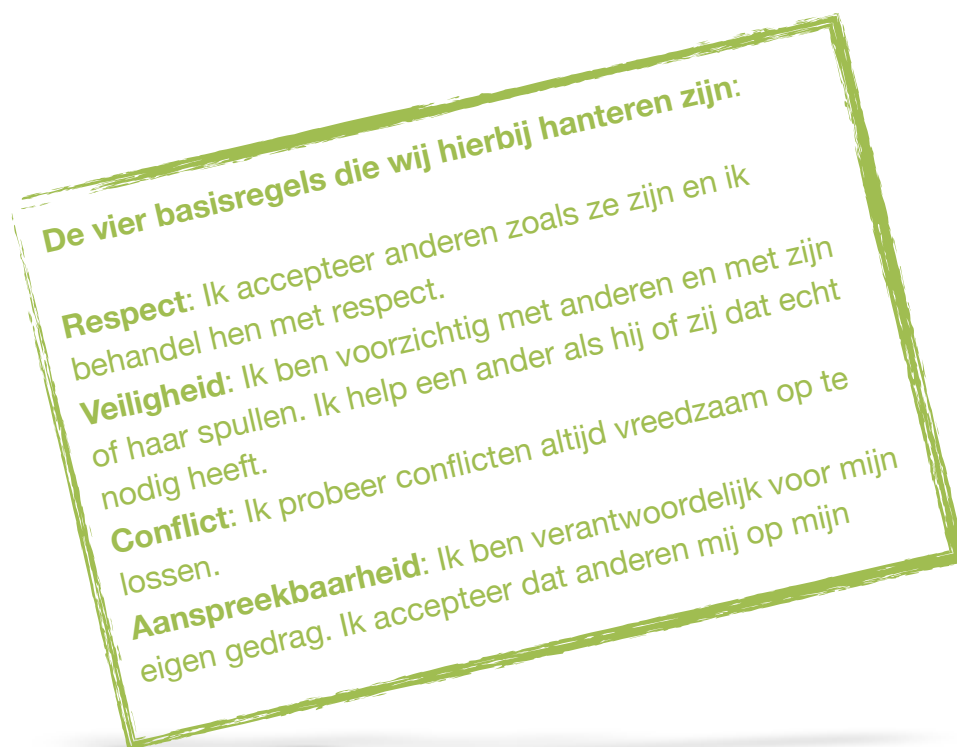 De vier basisregels die wij hierbij hanteren zijn:
Respect: Ik accepteer anderen zoals ze zijn en ik
behandel hen met respect.
Veiligheid: Ik ben voorzichtig met anderen en met zijn
of haar spullen. Ik help een ander als hij of zij dat echt
nodig heeft.
Conflict: Ik probeer conflicten altijd vreedzaam op te
lossen.
Aanspreekbaarheid: Ik ben verantwoordelijk voor mijn
eigen gedrag. Ik accepteer dat anderen mij op mijn